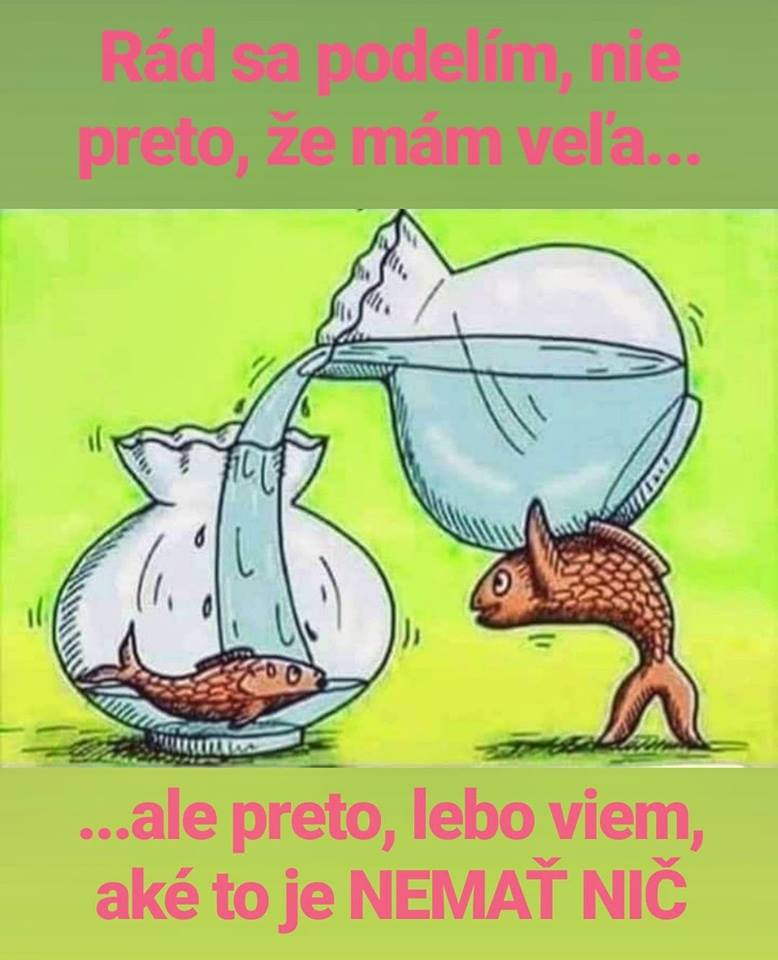 Rád sa podelím, nie
preto, že mám veľa...
...ale preto, lebo viem,
aké to je NEMAŤ NIČ